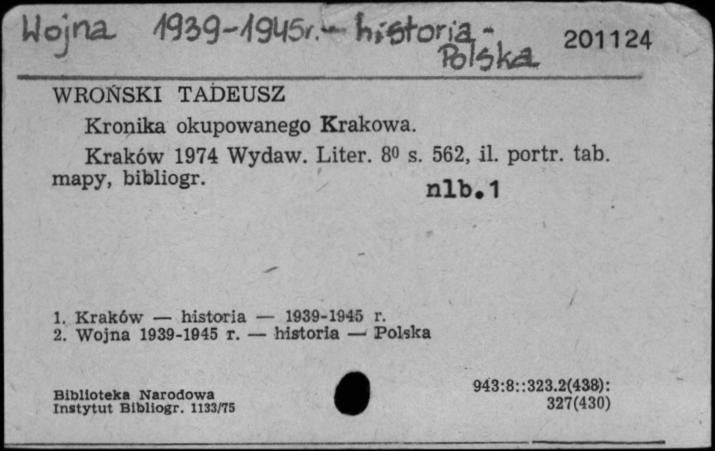 Wojna 1939-1945r. - historia -
Polska
201124
WROŃSKI TADEUSZ
Kronika okupowanego Krakowa.
Kraków 1974 Wydaw. Liter. 8⁰ s. 562, il. portr. tab.
mapy, bibliogr.
nlb.1
1. Kraków — historia — 1939-1945 r.
2. Wojna 1939-1945 r. — historia — Polska
Biblioteka Narodowa
Instytut Bibliogr. 1133/75
943:8::323.2(438):
327(430)